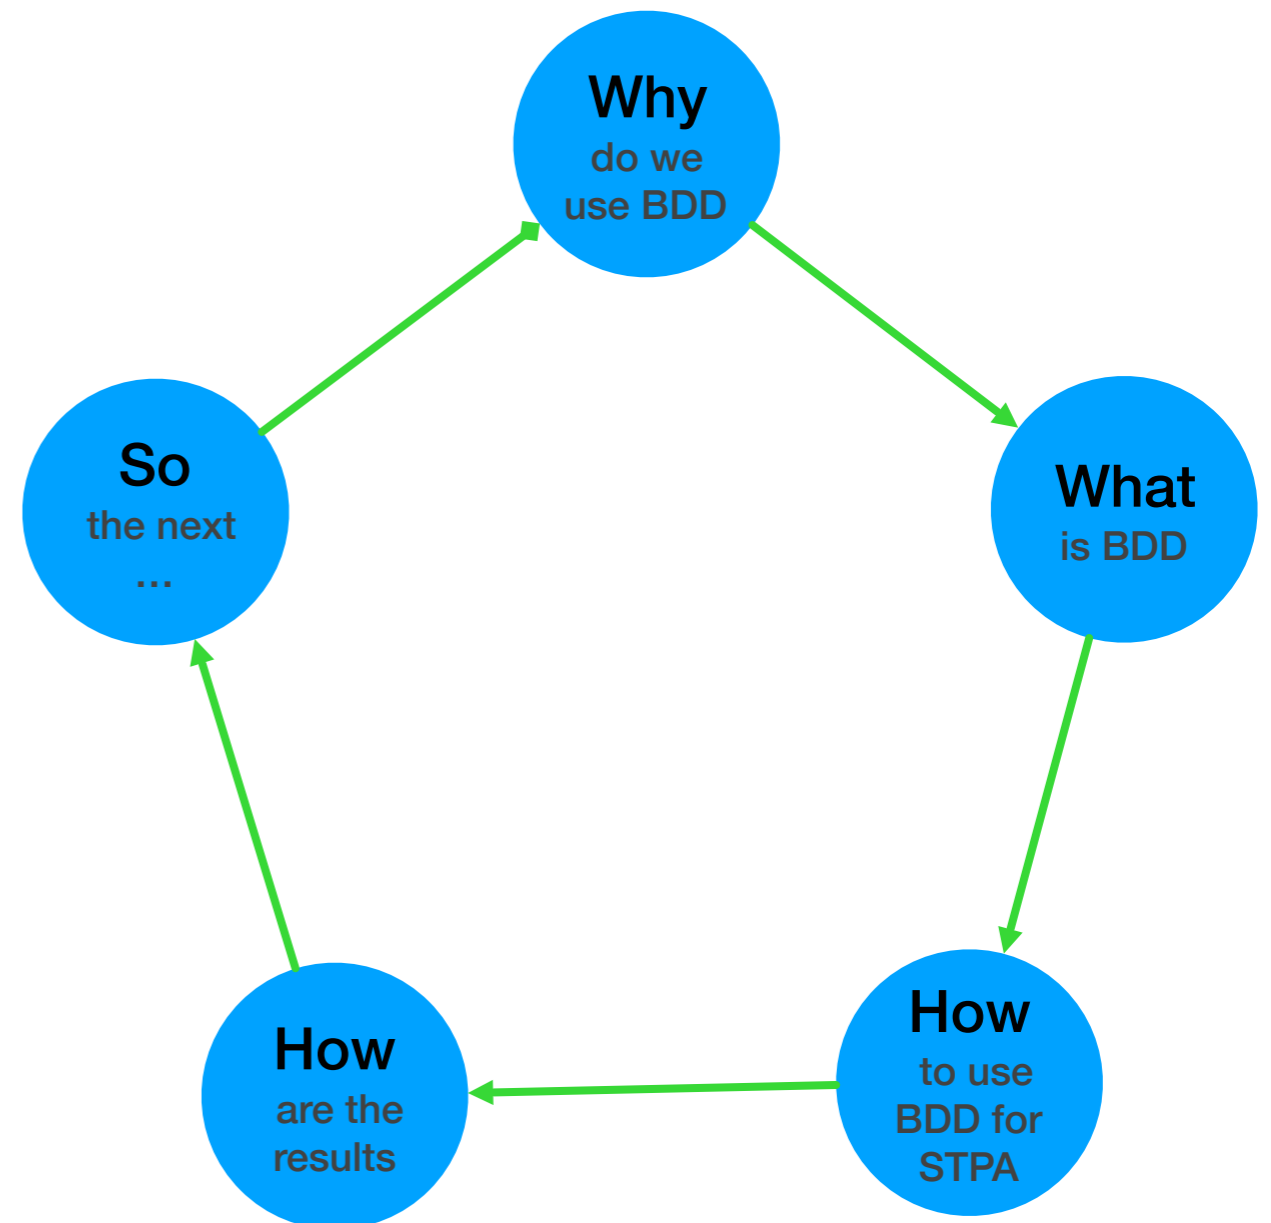 Why
do we
use BDD
What
is BDD
How
to use
BDD for
STPA
How
are the
results
So
the next
...